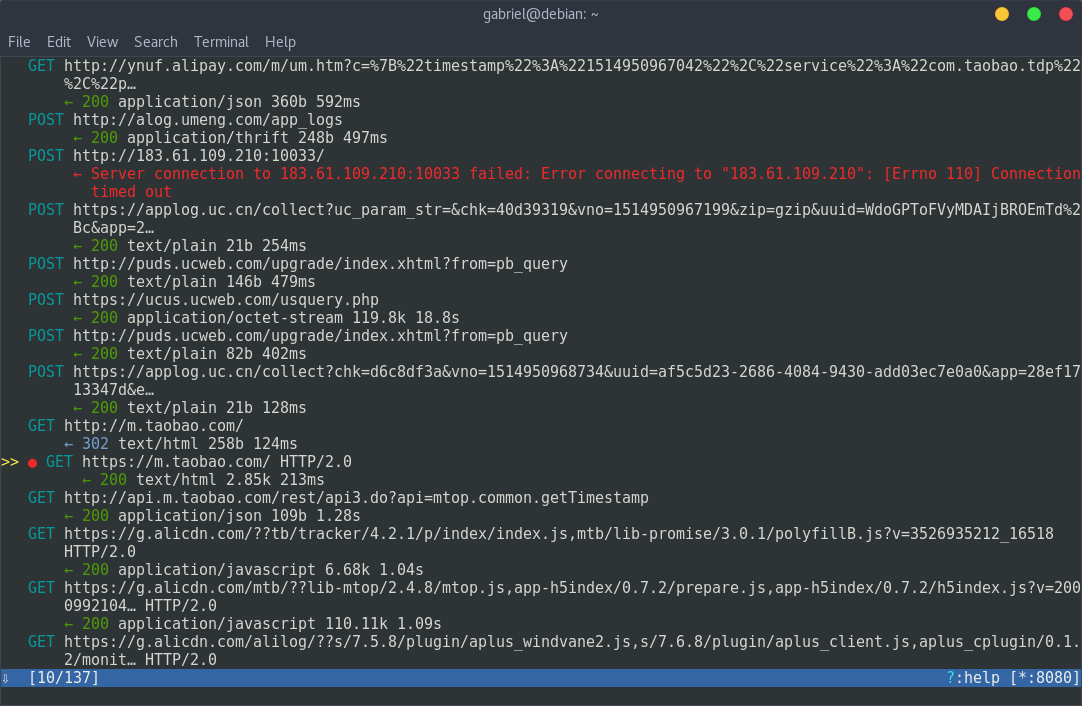 gabriel@debian: ~
File Edit View Search Terminal Help
GET http://ynuf.alipay.com/m/um.htm?c=%7B%22timestamp%22%3A%221514950967042%22%2C%22service%22%3A%22com.taobao.tdp%22
%2C%22p…
← 200 application/json 360b 592ms
POST http://alog.umeng.com/app_logs
← 200 application/thrift 248b 497ms
POST http://183.61.109.210:10033/
← Server connection to 183.61.109.210:10033 failed: Error connecting to "183.61.109.210": [Errno 110] Connection
timed out
POST https://applog.uc.cn/collect?uc_param_str=&chk=40d39319&vno=1514950967199&zip=gzip&uuid=WdoGPToFVyMDAIjBROEmTd%2
Bc&app=2…
← 200 text/plain 21b 254ms
POST http://puds.ucweb.com/upgrade/index.xhtml?from=pb_query
← 200 text/plain 146b 479ms
POST https://ucus.ucweb.com/usquery.php
← 200 application/octet-stream 119.8k 18.8s
POST http://puds.ucweb.com/upgrade/index.xhtml?from=pb_query
← 200 text/plain 82b 402ms
POST https://applog.uc.cn/collect?chk=d6c8df3a&vno=1514950968734&uuid=af5c5d23-2686-4084-9430-add03ec7e0a0&app=28ef17
13347d&e…
← 200 text/plain 21b 128ms
GET http://m.taobao.com/
← 302 text/html 258b 124ms
>> ● GET https://m.taobao.com/ HTTP/2.0
← 200 text/html 2.85k 213ms
GET http://api.m.taobao.com/rest/api3.do?api=mtop.common.getTimestamp
← 200 application/json 109b 1.28s
GET https://g.alicdn.com/??tb/tracker/4.2.1/p/index/index.js,mtb/lib-promise/3.0.1/polyfillB.js?v=3526935212_16518
HTTP/2.0
← 200 application/javascript 6.68k 1.04s
GET https://g.alicdn.com/mtb/??lib-mtop/2.4.8/mtop.js,app-h5index/0.7.2/prepare.js,app-h5index/0.7.2/h5index.js?v=200
0992104… HTTP/2.0
← 200 application/javascript 110.11k 1.09s
GET https://g.alicdn.com/alilog/??s/7.5.8/plugin/aplus_windvane2.js,s/7.6.8/plugin/aplus_client.js,aplus_cplugin/0.1.
2/monit… HTTP/2.0
⇩ [10/137] ?:help [*:8080]